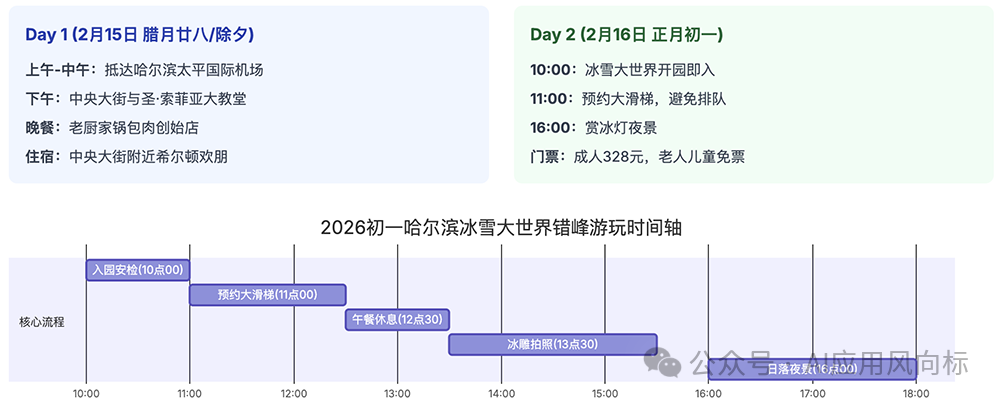 Day 1 (2月15日 腊月廿八/除夕)
上午-中午：抵达哈尔滨太平国际机场
下午：中央大街与圣·索菲亚大教堂
晚餐：老厨家锅包肉创始店
住宿：中央大街附近希尔顿欢朋
Day 2 (2月16日 正月初一)
10:00：冰雪大世界开园即入
11:00：预约大滑梯，避免排队
16:00：赏冰灯夜景
门票：成人328元，老人儿童免票
2026初一哈尔滨冰雪大世界错峰游玩时间轴
入园安检(10点00)
预约大滑梯(11点00)
午餐休息(12点30)
核心流程
冰雕拍照(13点30)
日落夜景(16点00)
公众号 · AI应用风向标
10:00 11:00 12:00 13:00 14:00 15:00 16:00 17:00 18:00